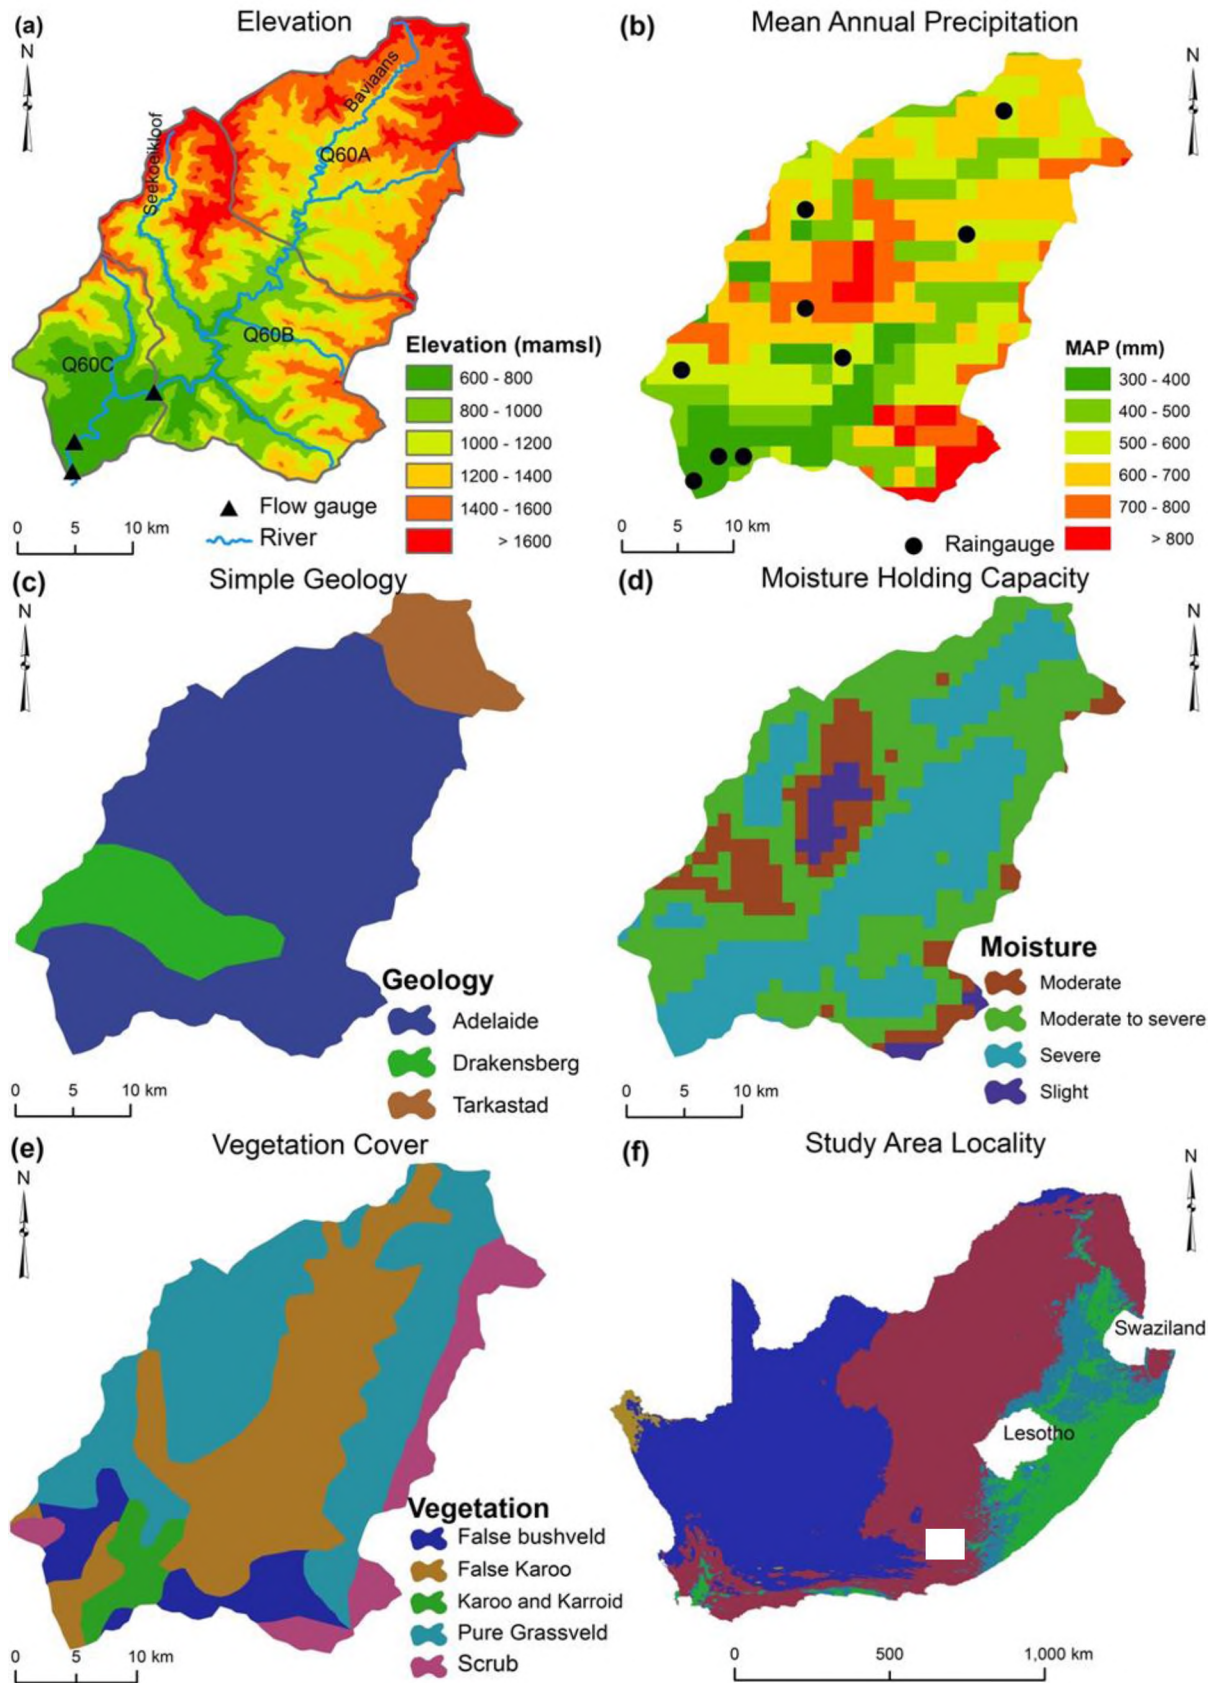 (a) Elevation
N
Baviaans
Seekoeikloof
Q60A
Q60B
Q60C
Elevation (mamsl)
600 - 800
800 - 1000
1000 - 1200
1200 - 1400
1400 - 1600
> 1600
Flow gauge
River
0 5 10 km
(b) Mean Annual Precipitation
N
MAP (mm)
300 - 400
400 - 500
500 - 600
600 - 700
700 - 800
> 800
Raingauge
0 5 10 km
(c) Simple Geology
N
Geology
Adelaide
Drakensberg
Tarkastad
0 5 10 km
(d) Moisture Holding Capacity
N
Moisture
Moderate
Moderate to severe
Severe
Slight
0 5 10 km
(e) Vegetation Cover
N
Vegetation
False bushveld
False Karoo
Karoo and Karroid
Pure Grassveld
Scrub
0 5 10 km
(f) Study Area Locality
N
Swaziland
Lesotho
0 500 1,000 km